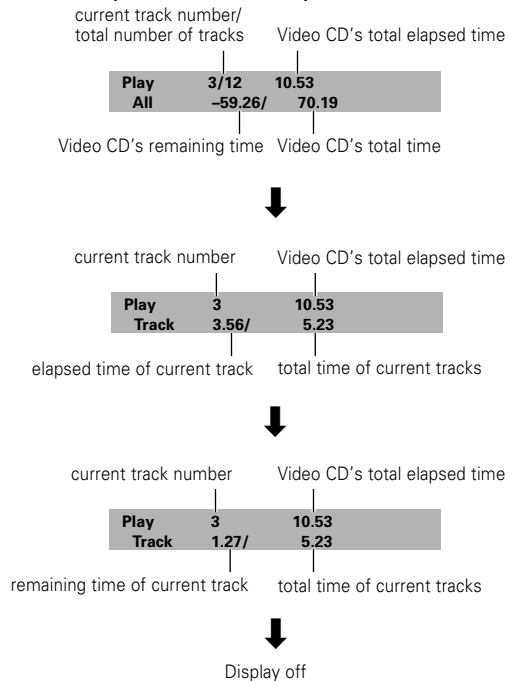 current track number/
total number of tracks Video CD's total elapsed time
Play 3/12 10.53
All –59.26/ 70.19
Video CD's remaining time Video CD's total time
current track number Video CD's total elapsed time
Play 3 10.53
Track 3.56/ 5.23
elapsed time of current track total time of current tracks
current track number Video CD's total elapsed time
Play 3 10.53
Track 1.27/ 5.23
remaining time of current track total time of current tracks
Display off